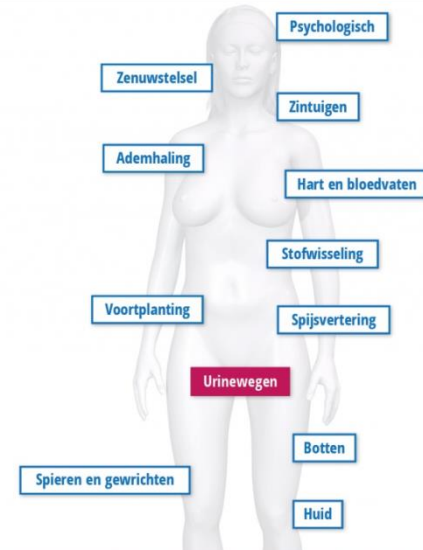 Psychologisch
Zenuwstelsel
Zintuigen
Ademhaling
Hart en bloedvaten
Stofwisseling
Voortplanting
Spijsvertering
Urinewegen
Botten
Spieren en gewrichten
Huid